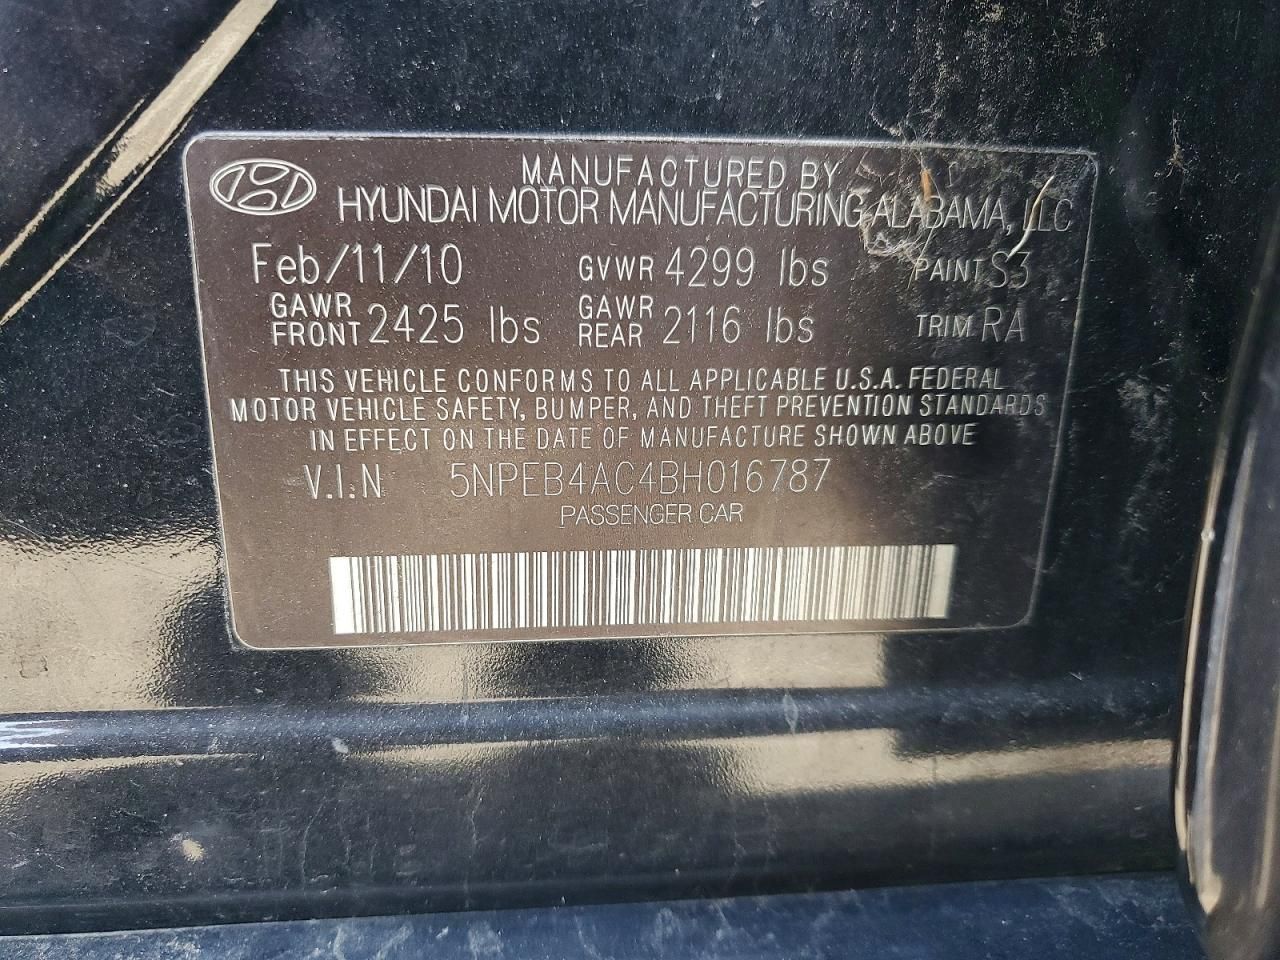 MANUFACTURED BY
HYUNDAI MOTOR MANUFACTURING ALABAMA, LLC
Feb/11/10 GVWR 4299 lbs PAINT S3
GAWR FRONT 2425 lbs GAWR REAR 2116 lbs TRIM RA
THIS VEHICLE CONFORMS TO ALL APPLICABLE U.S.A. FEDERAL
MOTOR VEHICLE SAFETY, BUMPER, AND THEFT PREVENTION STANDARDS
IN EFFECT ON THE DATE OF MANUFACTURE SHOWN ABOVE
V.I.N 5NPEB4AC4BH016787
PASSENGER CAR